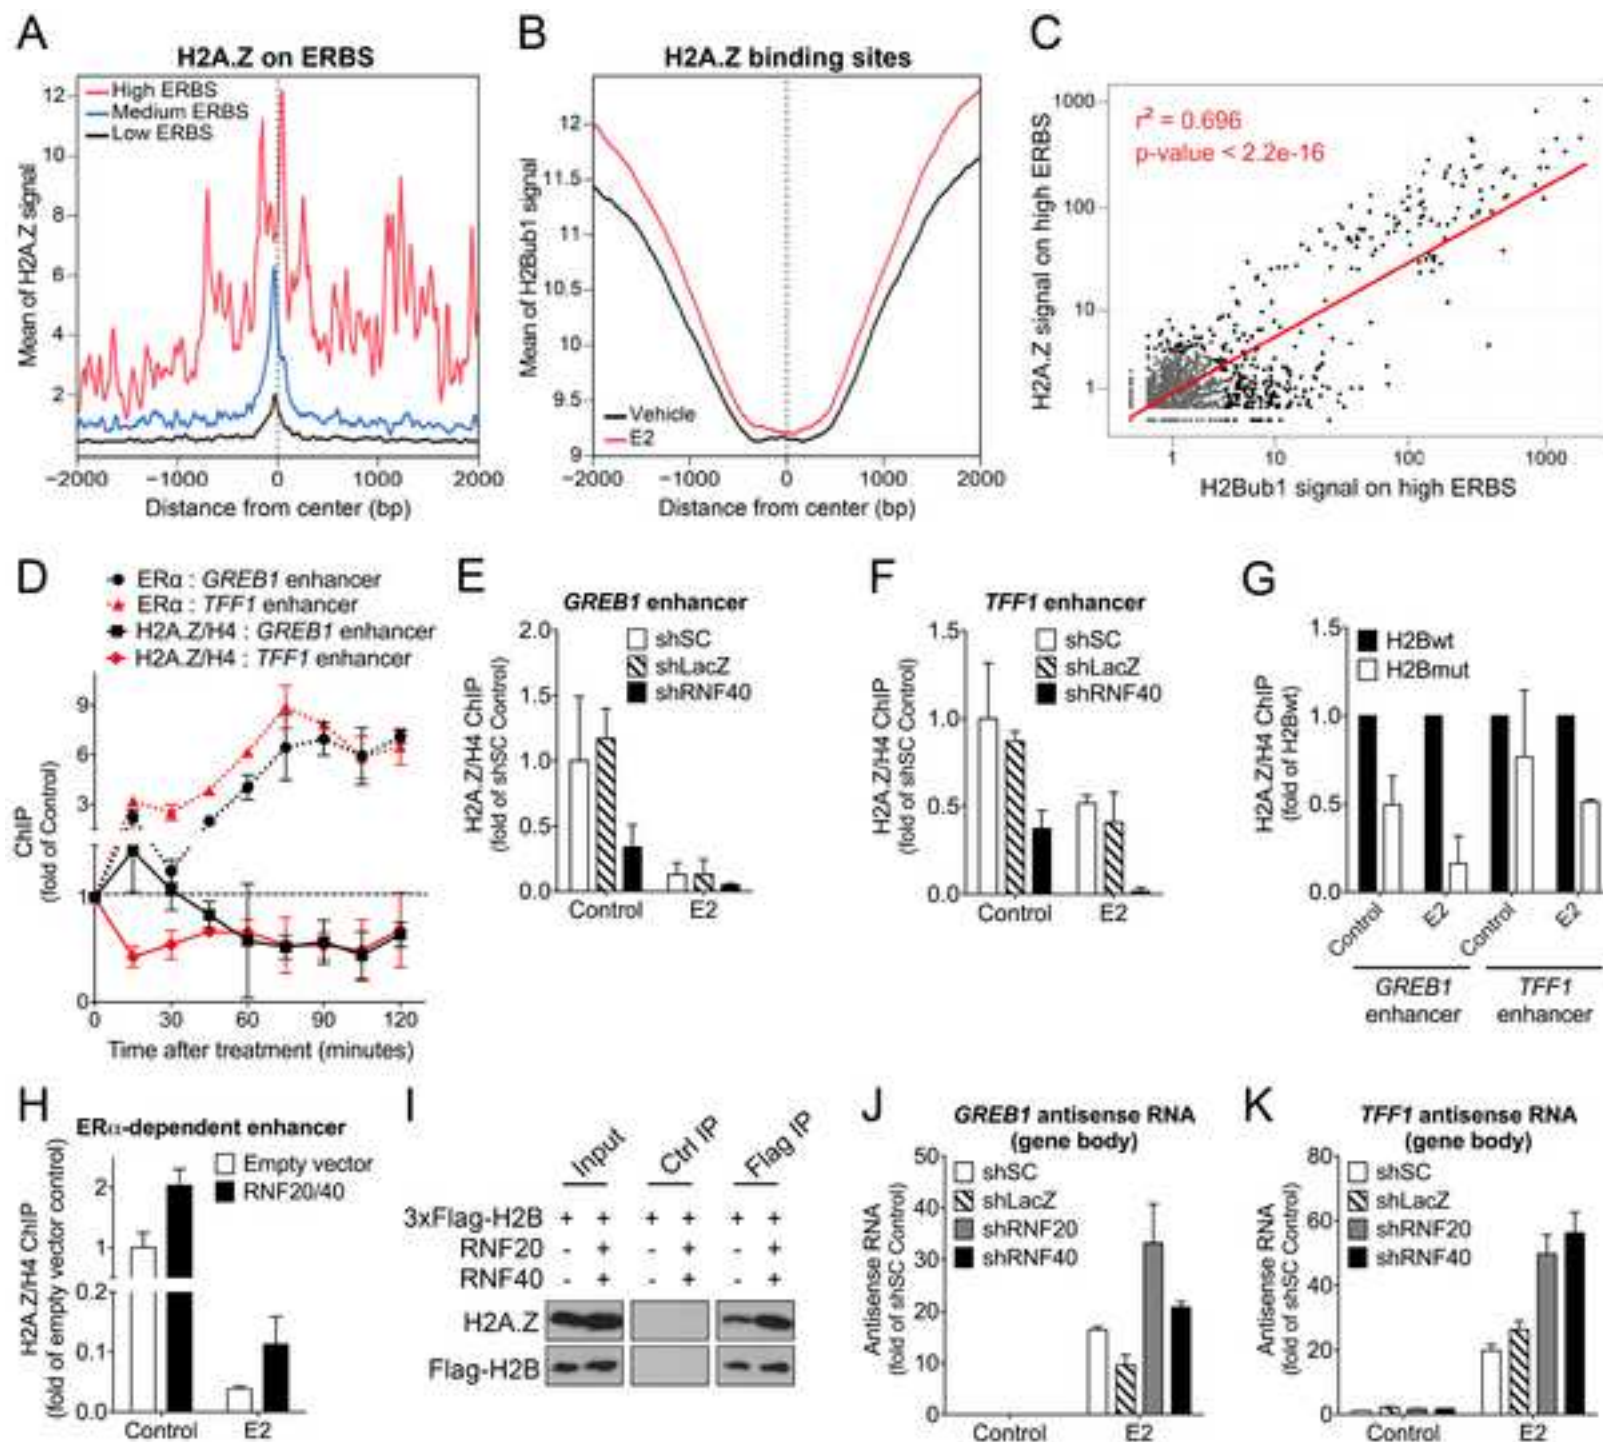 A
H2A.Z on ERBS
High ERBS
Medium ERBS
Low ERBS
Mean of H2A.Z signal
12
10
8
6
4
2
−2000 −1000 0 1000 2000
Distance from center (bp)
B
H2A.Z binding sites
Mean of H2Bub1 signal
12
11.5
11
10.5
10
9.5
9
Vehicle
E2
−2000 −1000 0 1000 2000
Distance from center (bp)
C
r² = 0.696
p-value < 2.2e-16
H2A.Z signal on high ERBS
1000
100
10
1
1 10 100 1000
H2Bub1 signal on high ERBS
D
ERα : GREB1 enhancer
ERα : TFF1 enhancer
H2A.Z/H4 : GREB1 enhancer
H2A.Z/H4 : TFF1 enhancer
ChIP
(fold of Control)
9
6
3
1
0
0 30 60 90 120
Time after treatment (minutes)
E
GREB1 enhancer
shSC
shLacZ
shRNF40
H2A.Z/H4 ChIP
(fold of shSC Control)
2.0
1.5
1.0
0.5
0.0
Control E2
F
TFF1 enhancer
shSC
shLacZ
shRNF40
H2A.Z/H4 ChIP
(fold of shSC Control)
1.5
1.0
0.5
0.0
Control E2
G
H2Bwt
H2Bmut
H2A.Z/H4 ChIP
(fold of H2Bwt)
1.5
1.0
0.5
0.0
Control E2 Control E2
GREB1 enhancer
TFF1 enhancer
H
ERα-dependent enhancer
Empty vector
RNF20/40
H2A.Z/H4 ChIP
(fold of empty vector control)
2
1
0.2
0.1
0.0
Control E2
I
Input Ctrl IP Flag IP
3xFlag-H2B + + + + + +
RNF20 - + - + - +
RNF40 - + - + - +
H2A.Z
Flag-H2B
J
GREB1 antisense RNA
(gene body)
shSC
shLacZ
shRNF20
shRNF40
Antisense RNA
(fold of shSC Control)
50
40
30
20
10
0
Control E2
K
TFF1 antisense RNA
(gene body)
shSC
shLacZ
shRNF20
shRNF40
Antisense RNA
(fold of shSC Control)
80
60
40
20
0
Control E2